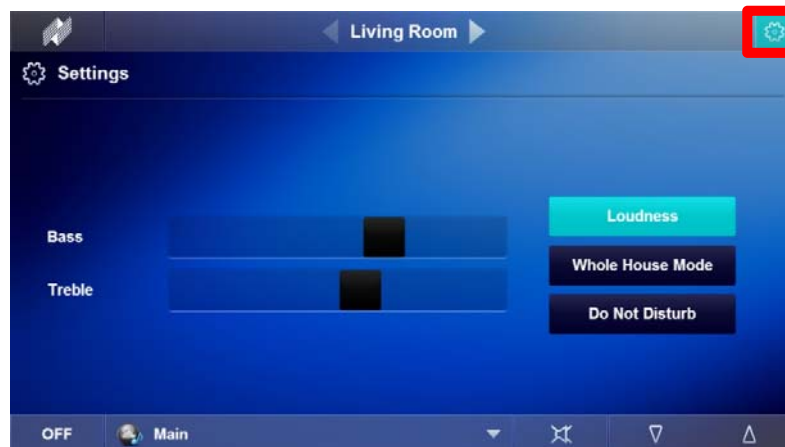 Living Room
Settings
Loudness
Bass
Whole House Mode
Treble
Do Not Disturb
OFF Main